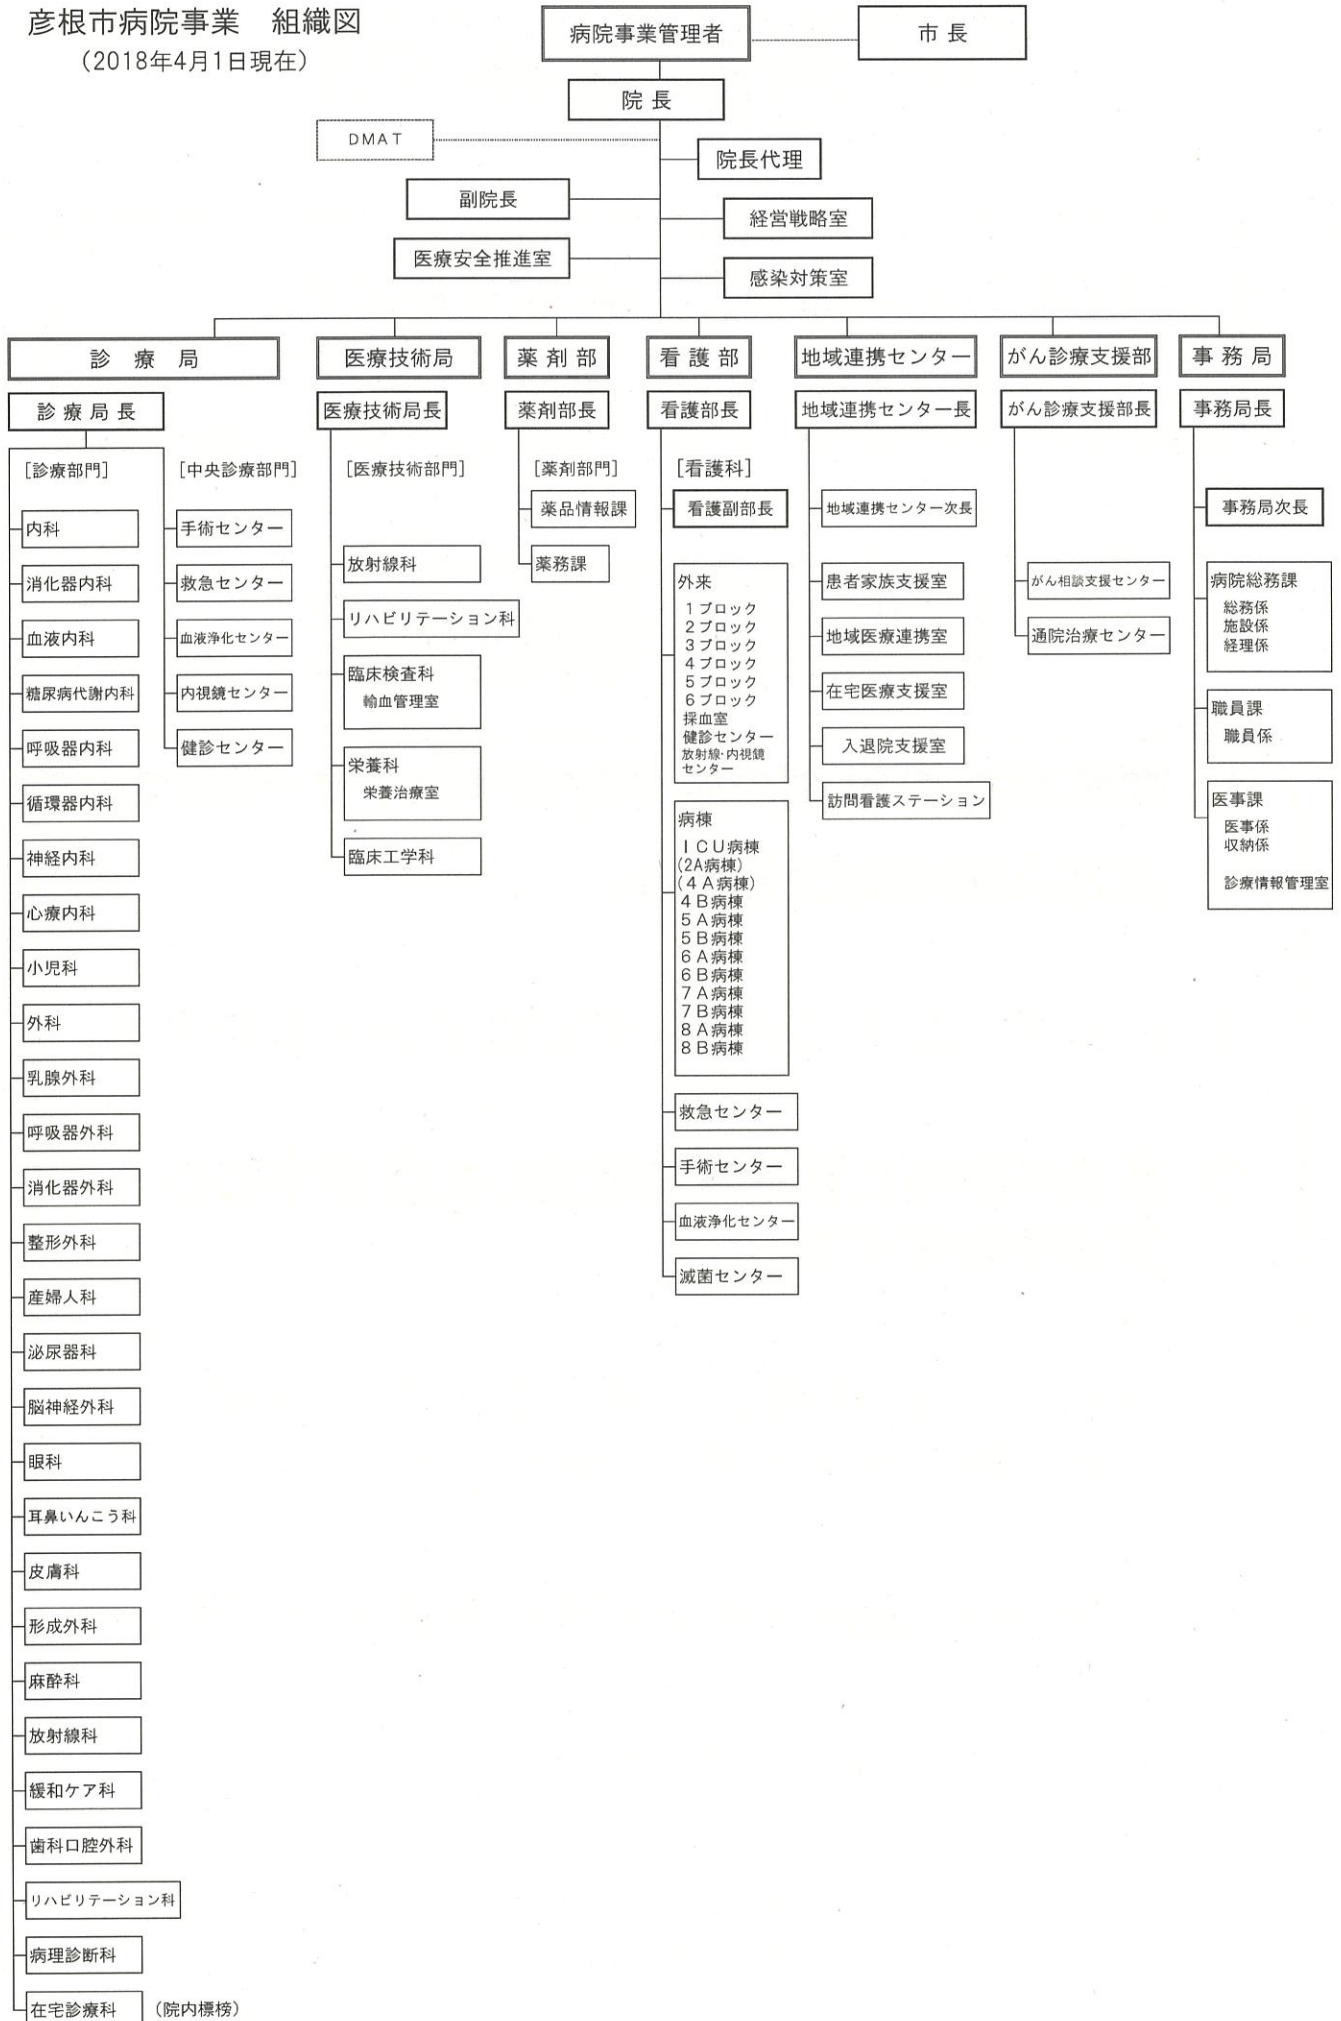 彦根市病院事業　組織図
（2018年4月1日現在）
病院事業管理者
市長
院長
DMAT
院長代理
副院長
経営戦略室
医療安全推進室
感染対策室
診療局
診療局長
[診療部門]
内科
消化器内科
血液内科
糖尿病代謝内科
呼吸器内科
循環器内科
神経内科
心療内科
小児科
外科
乳腺外科
呼吸器外科
消化器外科
整形外科
産婦人科
泌尿器科
脳神経外科
眼科
耳鼻いんこう科
皮膚科
形成外科
麻酔科
放射線科
緩和ケア科
歯科口腔外科
リハビリテーション科
病理診断科
在宅診療科　（院内標榜）
[中央診療部門]
手術センター
救急センター
血液浄化センター
内視鏡センター
健診センター
医療技術局
医療技術局長
[医療技術部門]
放射線科
リハビリテーション科
臨床検査科
輸血管理室
栄養科
栄養治療室
臨床工学科
薬剤部
薬剤部長
[薬剤部門]
薬品情報課
薬務課
看護部
看護部長
[看護科]
看護副部長
外来
1ブロック
2ブロック
3ブロック
4ブロック
5ブロック
6ブロック
採血室
健診センター
放射線・内視鏡
センター
病棟
ICU病棟
(2A病棟)
(4A病棟)
4B病棟
5A病棟
5B病棟
6A病棟
6B病棟
7A病棟
7B病棟
8A病棟
8B病棟
救急センター
手術センター
血液浄化センター
滅菌センター
地域連携センター
地域連携センター長
地域連携センター次長
患者家族支援室
地域医療連携室
在宅医療支援室
入退院支援室
訪問看護ステーション
がん診療支援部
がん診療支援部長
がん相談支援センター
通院治療センター
事務局
事務局長
事務局次長
病院総務課
総務係
施設係
経理係
職員課
職員係
医事課
医事係
収納係
診療情報管理室